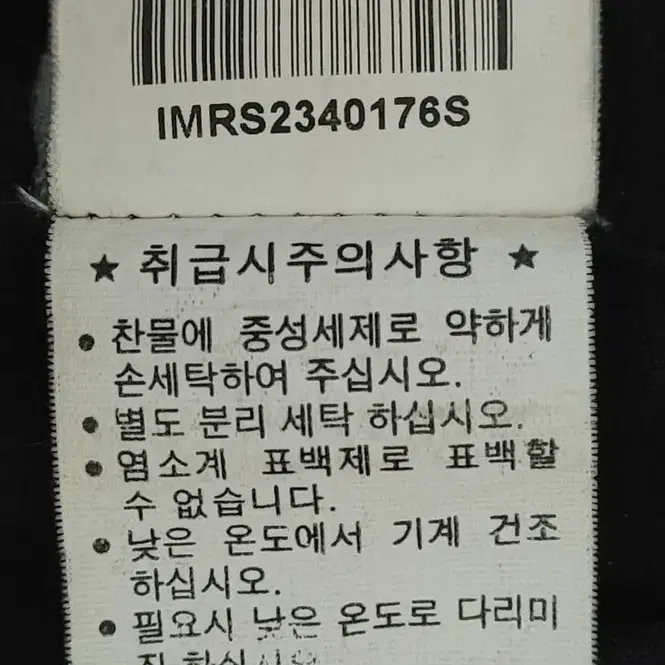 IMRS2340176S
★ 취급시주의사항 ★
• 찬물에 중성세제로 약하게
손세탁하여 주십시오.
• 별도 분리 세탁 하십시오.
• 염소계 표백제로 표백할
수 없습니다.
• 낮은 온도에서 기계 건조
하십시오.
• 필요시 낮은 온도로 다리미